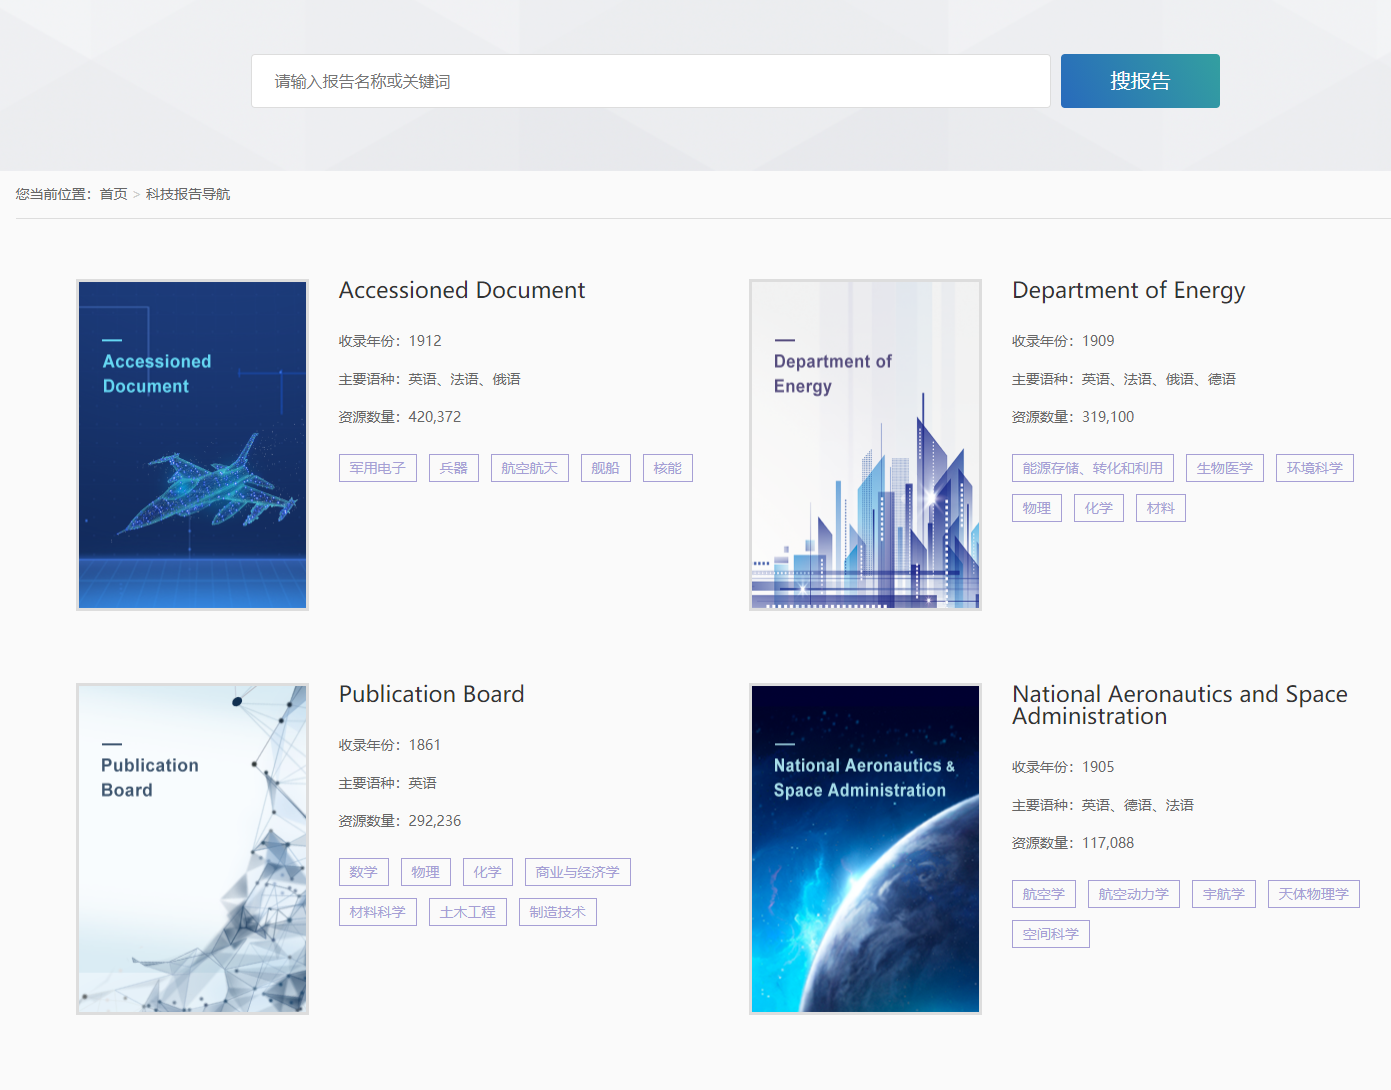 请输入报告名称或关键词
搜报告
您当前位置：首页 > 科技报告导航
Accessioned
Document
Accessioned Document
收录年份：1912
主要语种：英语、法语、俄语
资源数量：420,372
军用电子 兵器 航空航天 舰船 核能
Department of
Energy
Department of Energy
收录年份：1909
主要语种：英语、法语、俄语、德语
资源数量：319,100
能源存储、转化和利用 生物医学 环境科学
物理 化学 材料
Publication
Board
Publication Board
收录年份：1861
主要语种：英语
资源数量：292,236
数学 物理 化学 商业与经济学
材料科学 土木工程 制造技术
National Aeronautics &
Space Administration
National Aeronautics and Space
Administration
收录年份：1905
主要语种：英语、德语、法语
资源数量：117,088
航空学 航空动力学 宇航学 天体物理学
空间科学